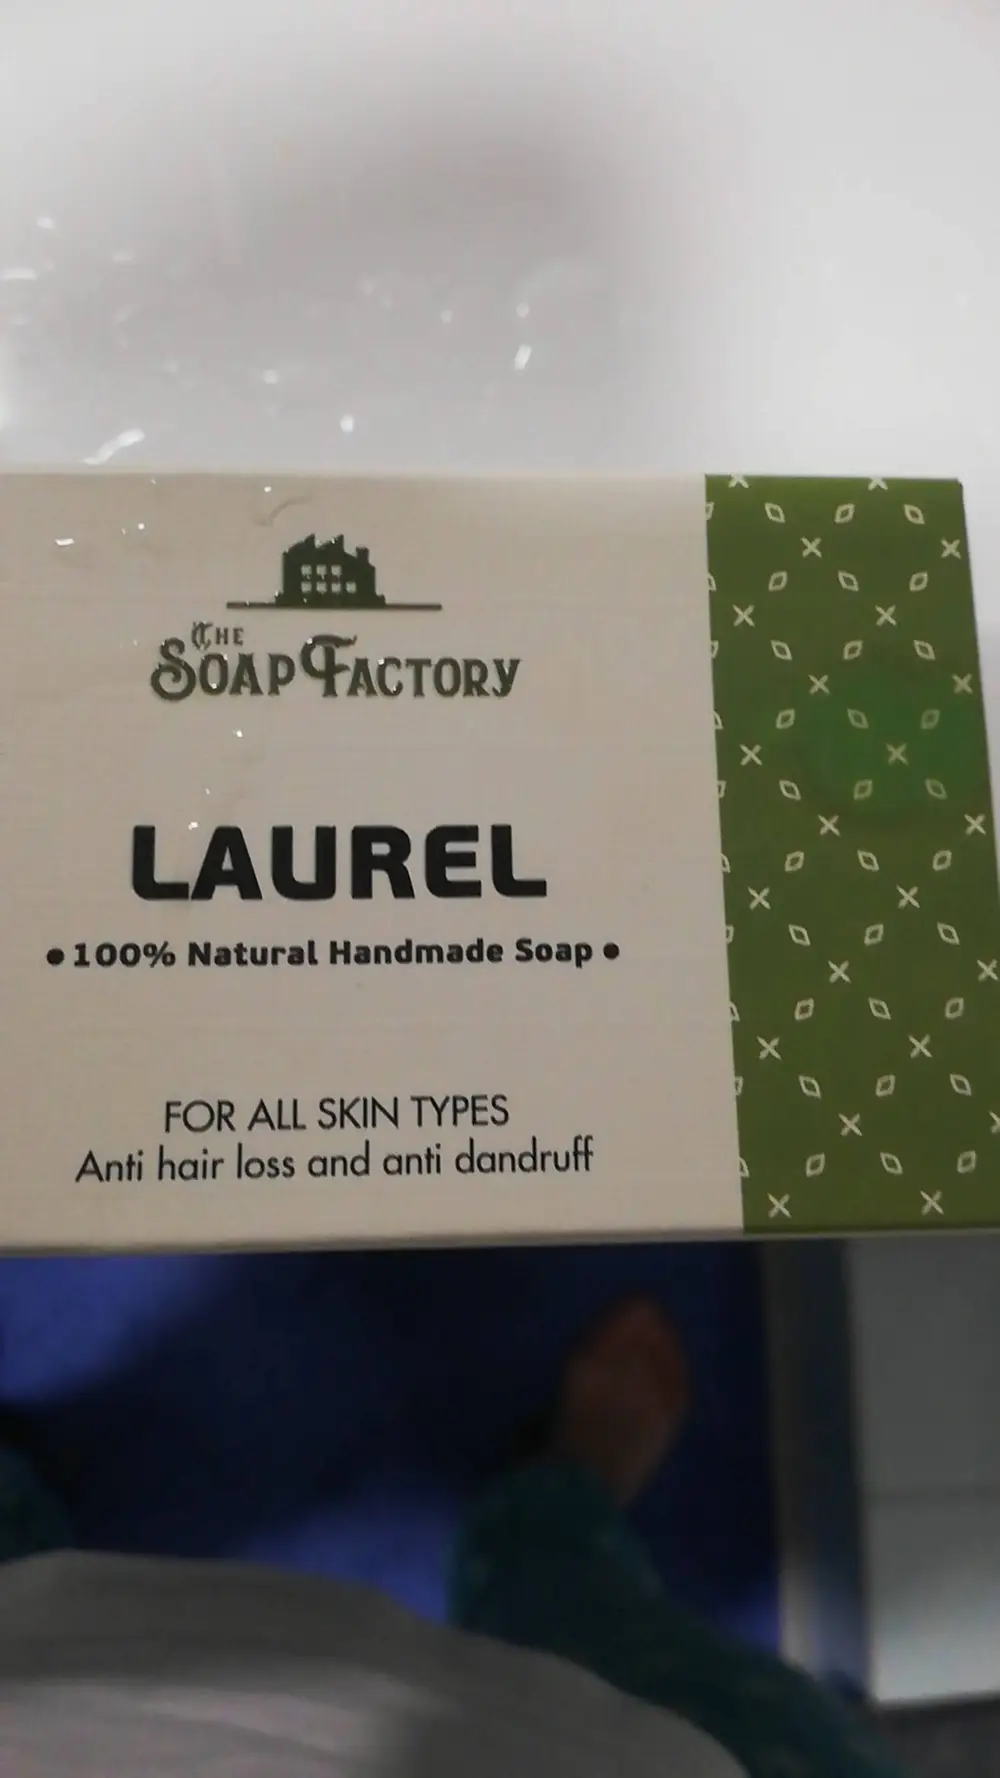 THE
SOAP FACTORY
LAUREL
• 100% Natural Handmade Soap •
FOR ALL SKIN TYPES
Anti hair loss and anti dandruff